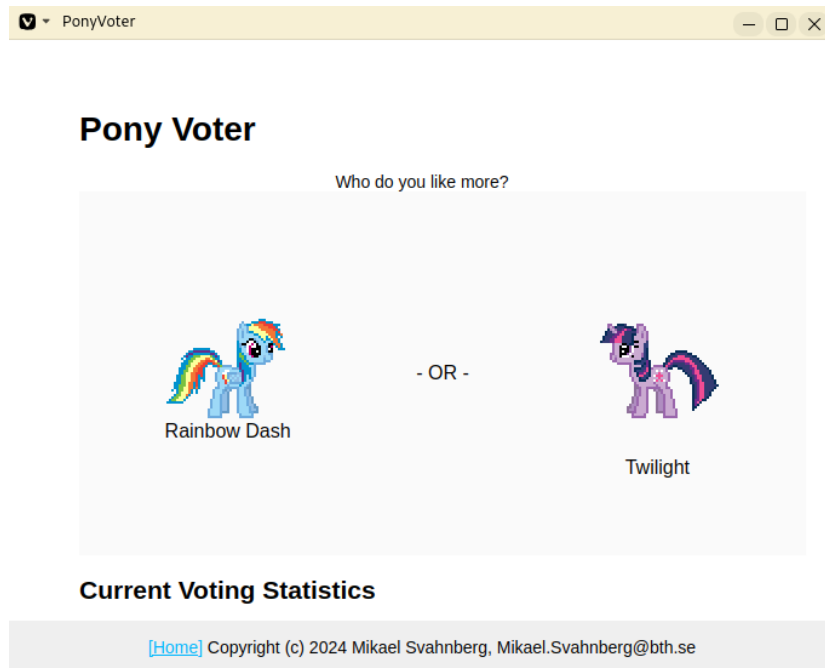 PonyVoter
Pony Voter
Who do you like more?
- OR -
Rainbow Dash
Twilight
Current Voting Statistics
[Home] Copyright (c) 2024 Mikael Svahnberg, Mikael.Svahnberg@bth.se